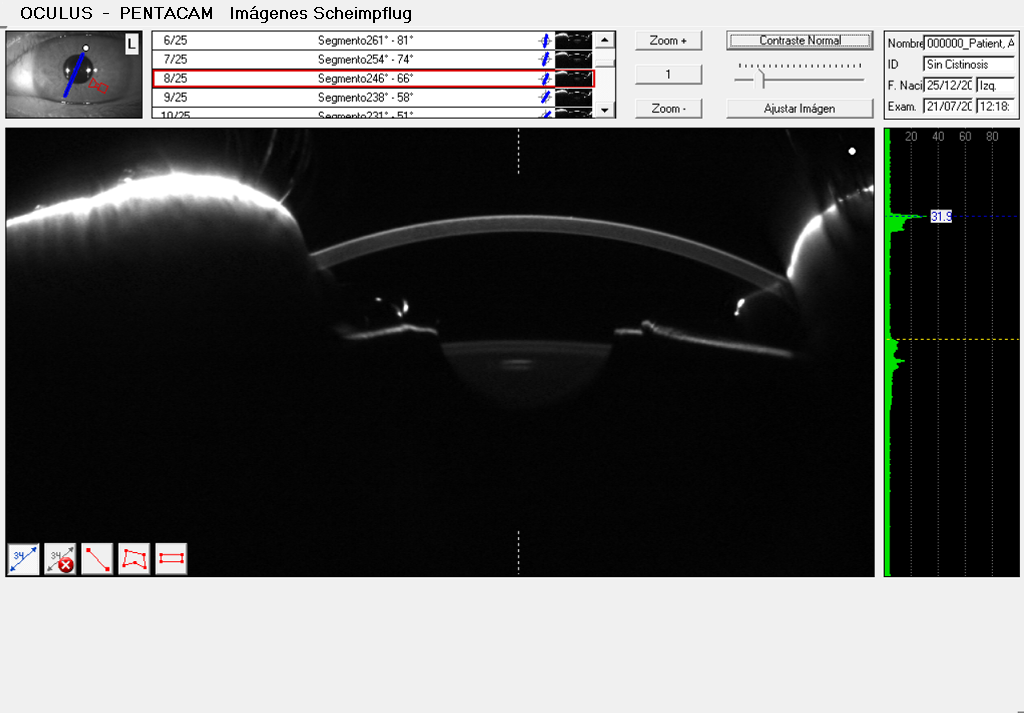 OCULUS - PENTACAM Imágenes Scheimpflug
L
6/25 Segmento261° - 81°
7/25 Segmento254° - 74°
8/25 Segmento246° - 66°
9/25 Segmento238° - 58°
10/25 Segmento231° - 51°
Zoom +
1
Zoom -
Contraste Normal
Ajustar Imágen
Nombre 000000_Patient, A
ID Sin Cistinosis
F. Naci 25/12/20 Izq.
Exam. 21/07/20 12:18:
20 40 60 80
31.9
34 34